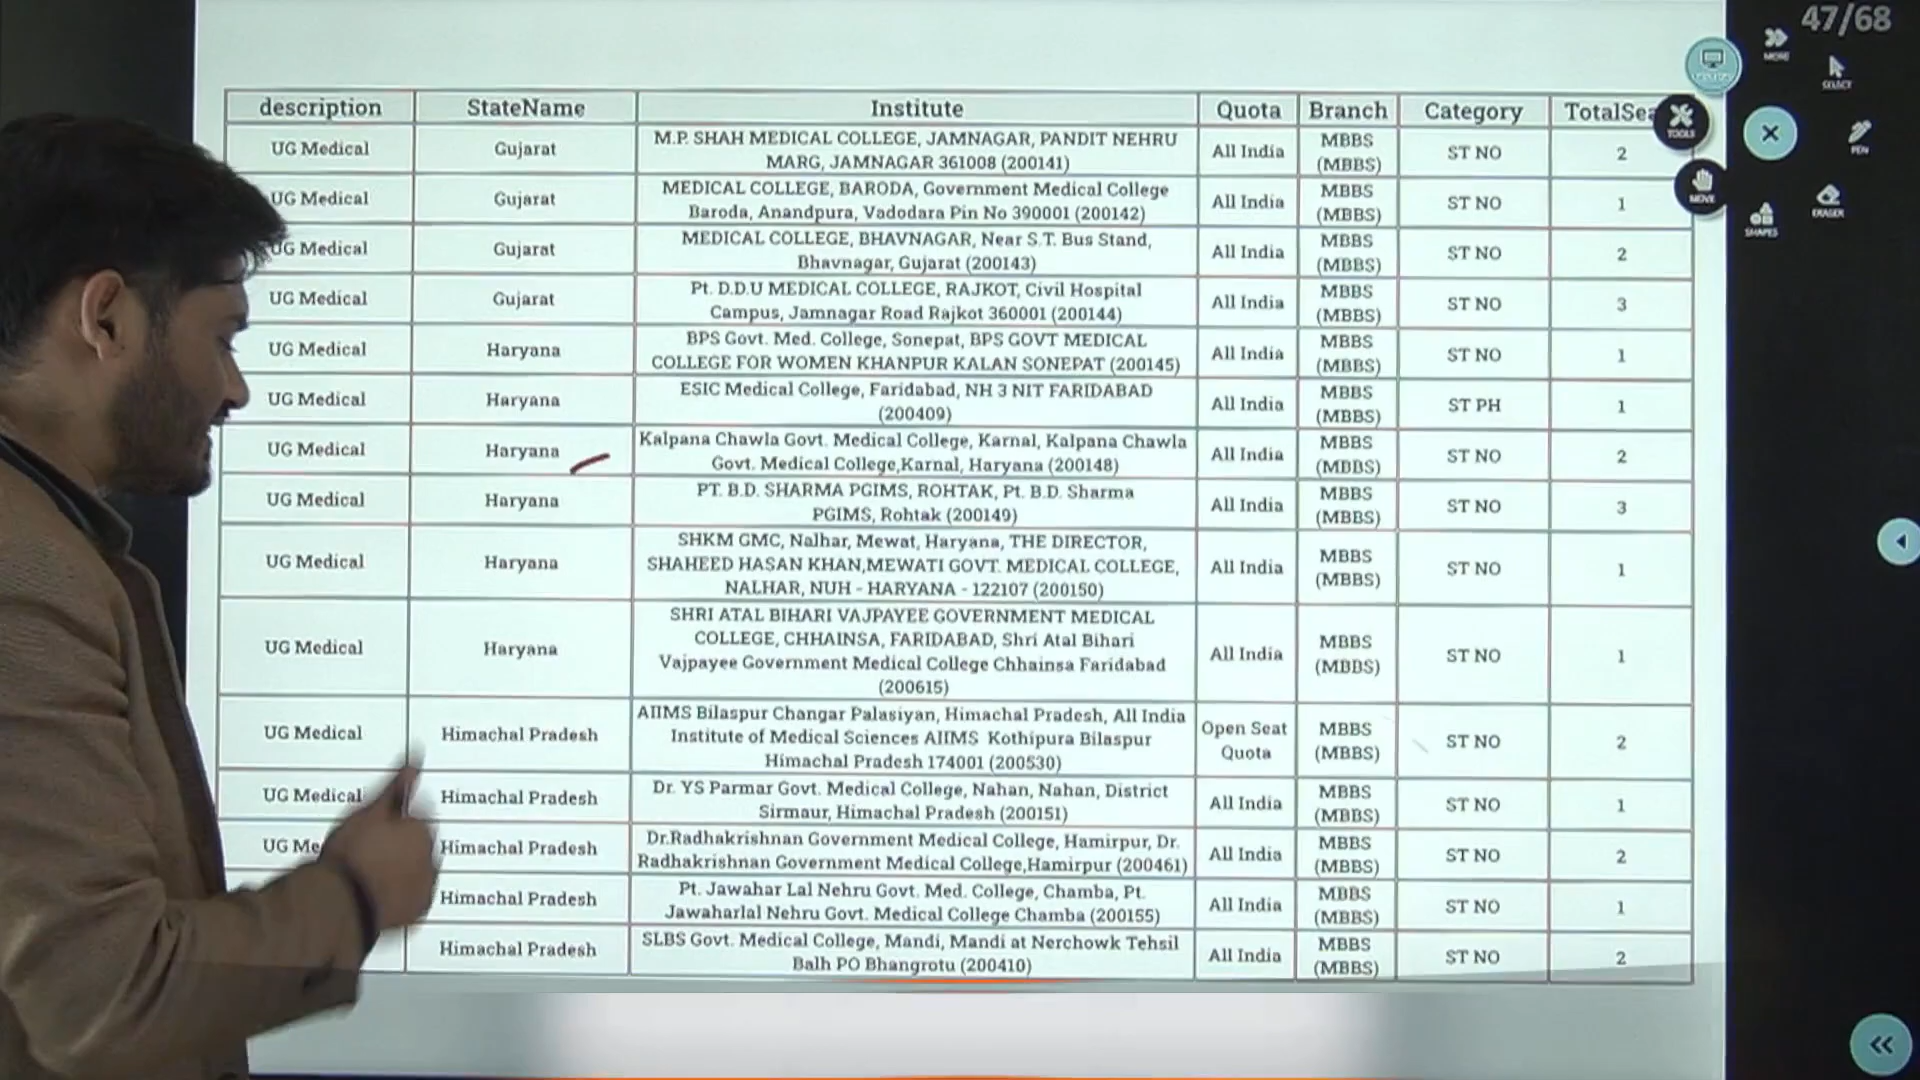 47/68
MORE
SELECT
TOOLS
PEN
MOVE
SHAPES
ERASER
description StateName Institute Quota Branch Category TotalSea
UG Medical Gujarat M.P. SHAH MEDICAL COLLEGE, JAMNAGAR, PANDIT NEHRU All India MBBS ST NO 2
MARG, JAMNAGAR 361008 (200141) (MBBS)
UG Medical Gujarat MEDICAL COLLEGE, BARODA, Government Medical College All India MBBS ST NO 1
Baroda, Anandpura, Vadodara Pin No 390001 (200142) (MBBS)
UG Medical Gujarat MEDICAL COLLEGE, BHAVNAGAR, Near S.T. Bus Stand, All India MBBS ST NO 2
Bhavnagar, Gujarat (200143) (MBBS)
UG Medical Gujarat Pt. D.D.U MEDICAL COLLEGE, RAJKOT, Civil Hospital All India MBBS ST NO 3
Campus, Jamnagar Road Rajkot 360001 (200144) (MBBS)
UG Medical Haryana BPS Govt. Med. College, Sonepat, BPS GOVT MEDICAL All India MBBS ST NO 1
COLLEGE FOR WOMEN KHANPUR KALAN SONEPAT (200145) (MBBS)
UG Medical Haryana ESIC Medical College, Faridabad, NH 3 NIT FARIDABAD All India MBBS ST PH 1
(200409) (MBBS)
UG Medical Haryana Kalpana Chawla Govt. Medical College, Karnal, Kalpana Chawla All India MBBS ST NO 2
Govt. Medical College,Karnal, Haryana (200148) (MBBS)
UG Medical Haryana PT. B.D. SHARMA PGIMS, ROHTAK, Pt. B.D. Sharma All India MBBS ST NO 3
PGIMS, Rohtak (200149) (MBBS)
UG Medical Haryana SHKM GMC, Nalhar, Mewat, Haryana, THE DIRECTOR, All India MBBS ST NO 1
SHAHEED HASAN KHAN,MEWATI GOVT. MEDICAL COLLEGE, (MBBS)
NALHAR, NUH - HARYANA - 122107 (200150)
UG Medical Haryana SHRI ATAL BIHARI VAJPAYEE GOVERNMENT MEDICAL All India MBBS ST NO 1
COLLEGE, CHHAINSA, FARIDABAD, Shri Atal Bihari (MBBS)
Vajpayee Government Medical College Chhainsa Faridabad
(200615)
UG Medical Himachal Pradesh AIIMS Bilaspur Changar Palasiyan, Himachal Pradesh, All India Open Seat MBBS ST NO 2
Institute of Medical Sciences AIIMS Kothipura Bilaspur Quota (MBBS)
Himachal Pradesh 174001 (200530)
UG Medical Himachal Pradesh Dr. YS Parmar Govt. Medical College, Nahan, Nahan, District All India MBBS ST NO 1
Sirmaur, Himachal Pradesh (200151) (MBBS)
UG Me Himachal Pradesh Dr.Radhakrishnan Government Medical College, Hamirpur, Dr. All India MBBS ST NO 2
Radhakrishnan Government Medical College,Hamirpur (200461) (MBBS)
Himachal Pradesh Pt. Jawahar Lal Nehru Govt. Med. College, Chamba, Pt. All India MBBS ST NO 1
Jawaharlal Nehru Govt. Medical College Chamba (200155) (MBBS)
Himachal Pradesh SLBS Govt. Medical College, Mandi, Mandi at Nerchowk Tehsil All India MBBS ST NO 2
Balh PO Bhangrotu (200410) (MBBS)